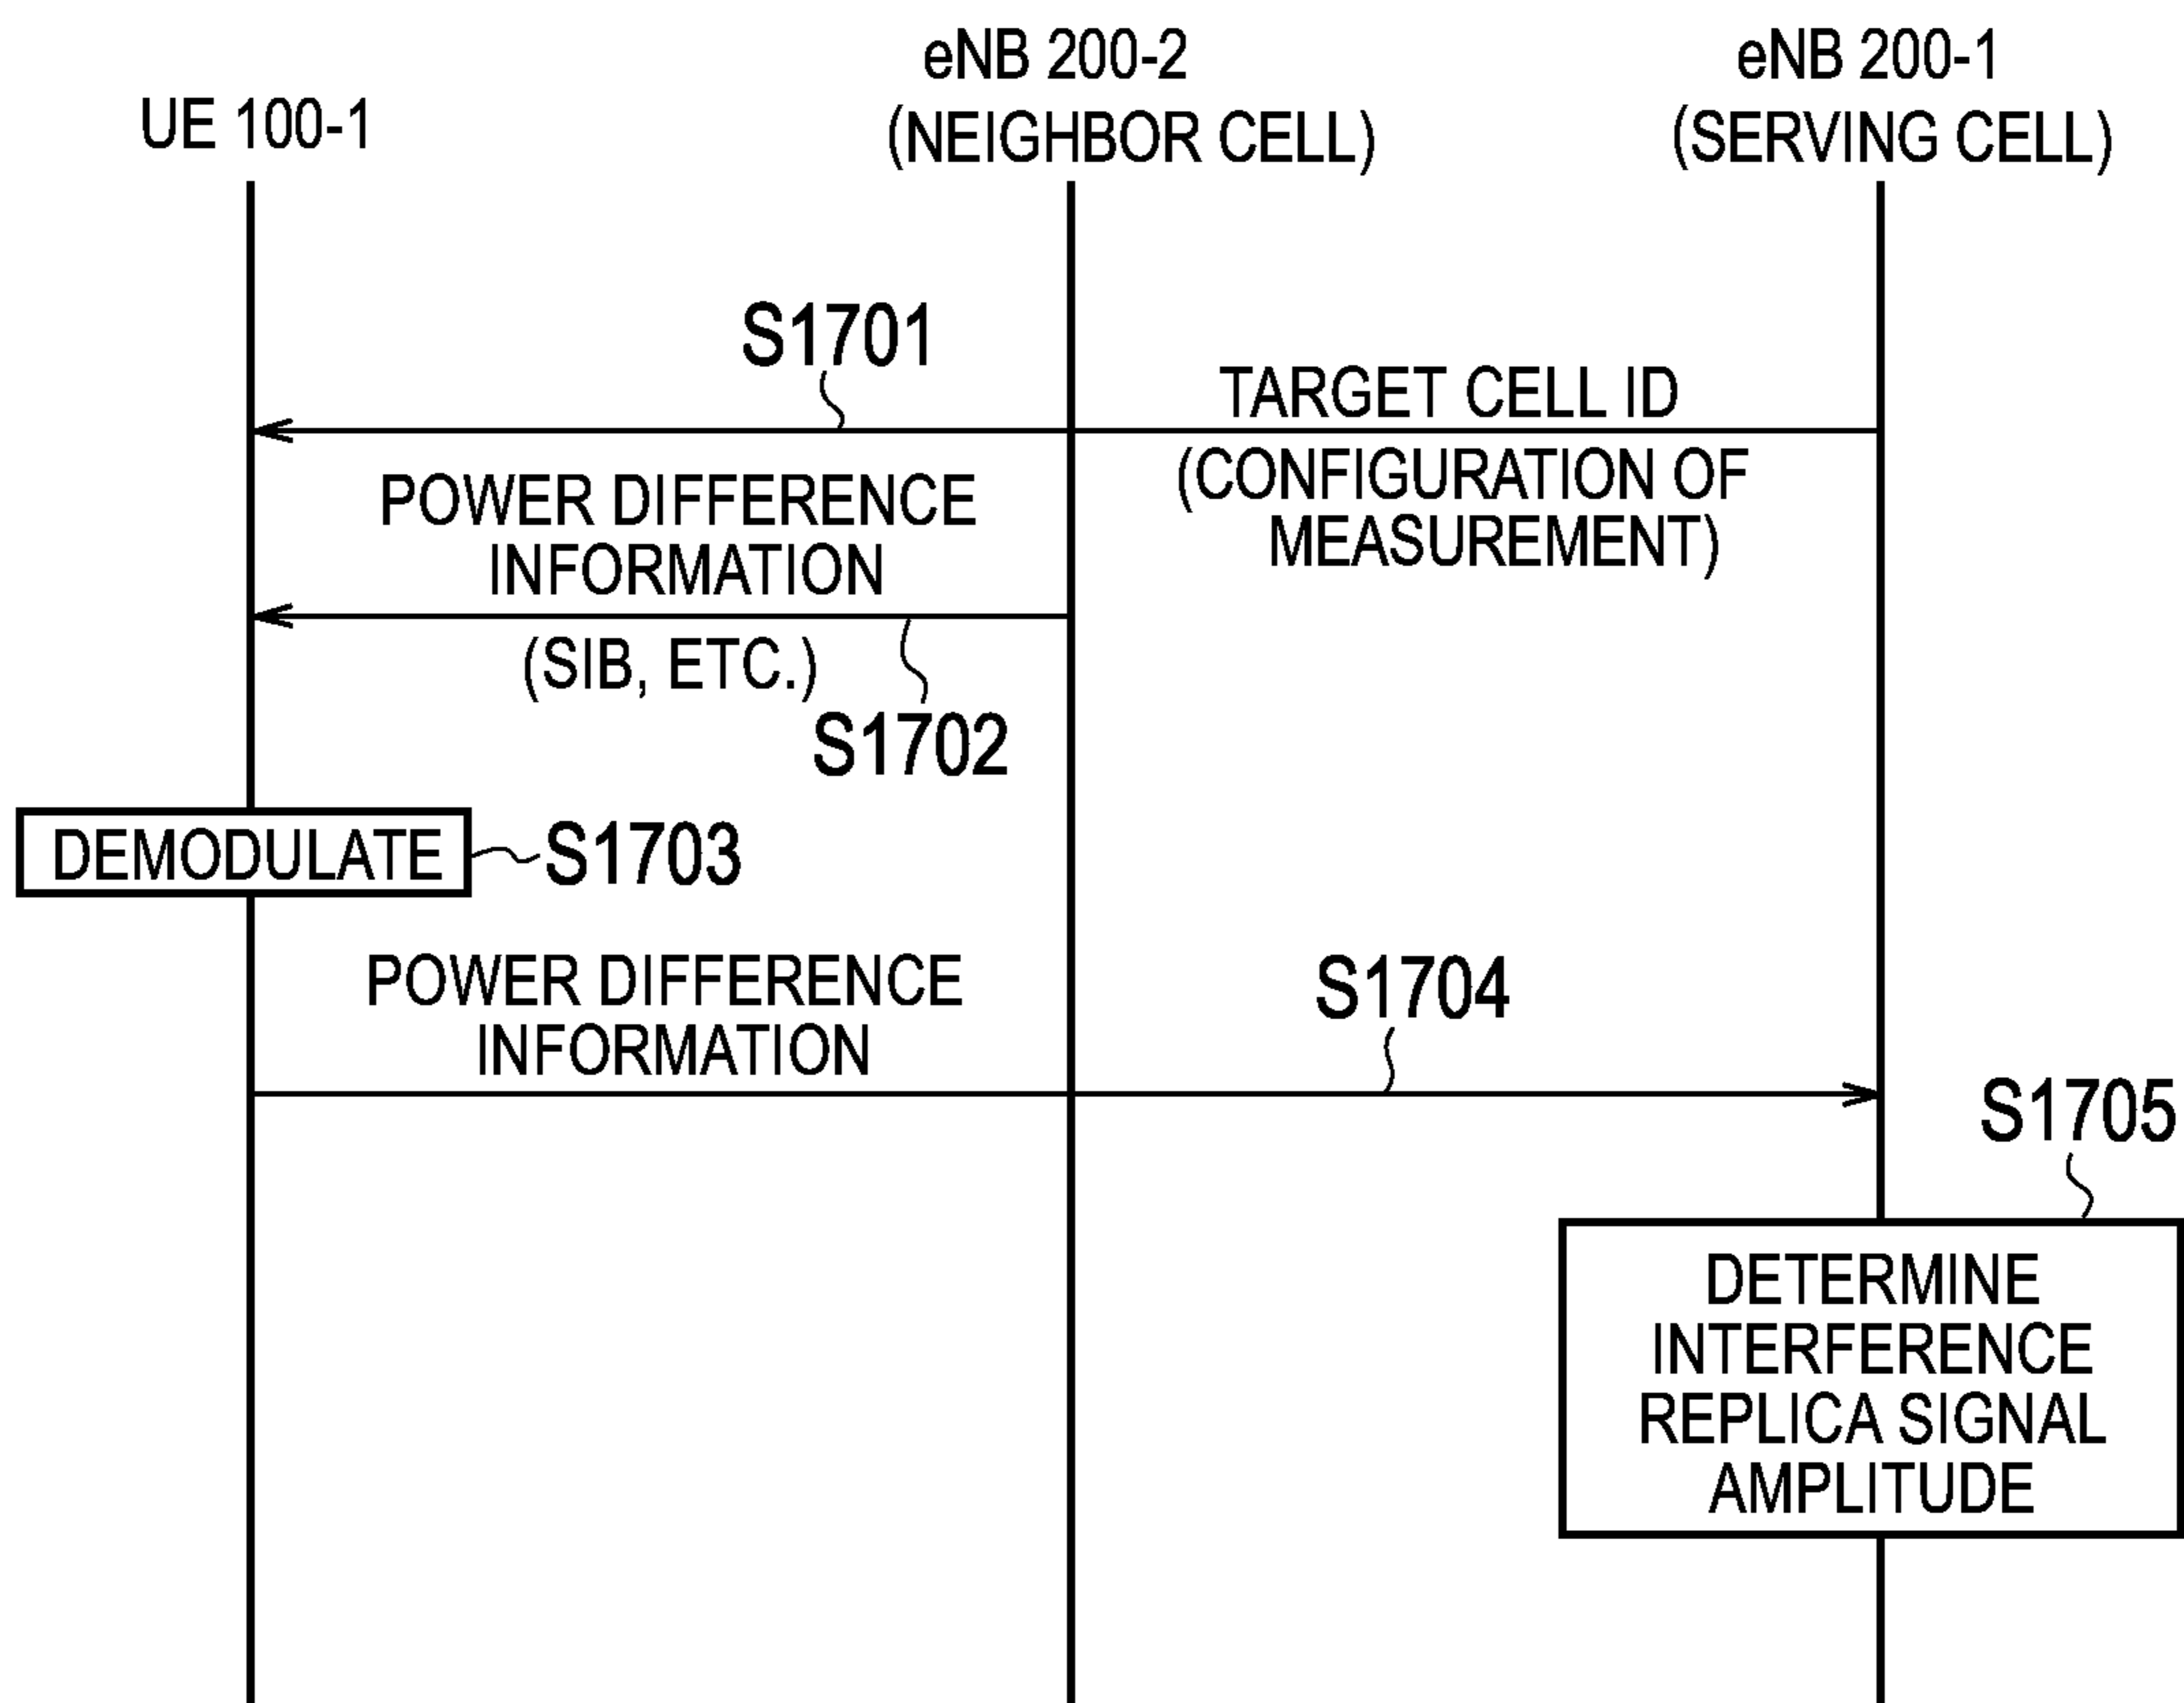 UE 100-1
eNB 200-2
(NEIGHBOR CELL)
eNB 200-1
(SERVING CELL)
S1701
TARGET CELL ID
(CONFIGURATION OF
MEASUREMENT)
POWER DIFFERENCE
INFORMATION
(SIB, ETC.)
S1702
DEMODULATE
S1703
POWER DIFFERENCE
INFORMATION
S1704
S1705
DETERMINE
INTERFERENCE
REPLICA SIGNAL
AMPLITUDE